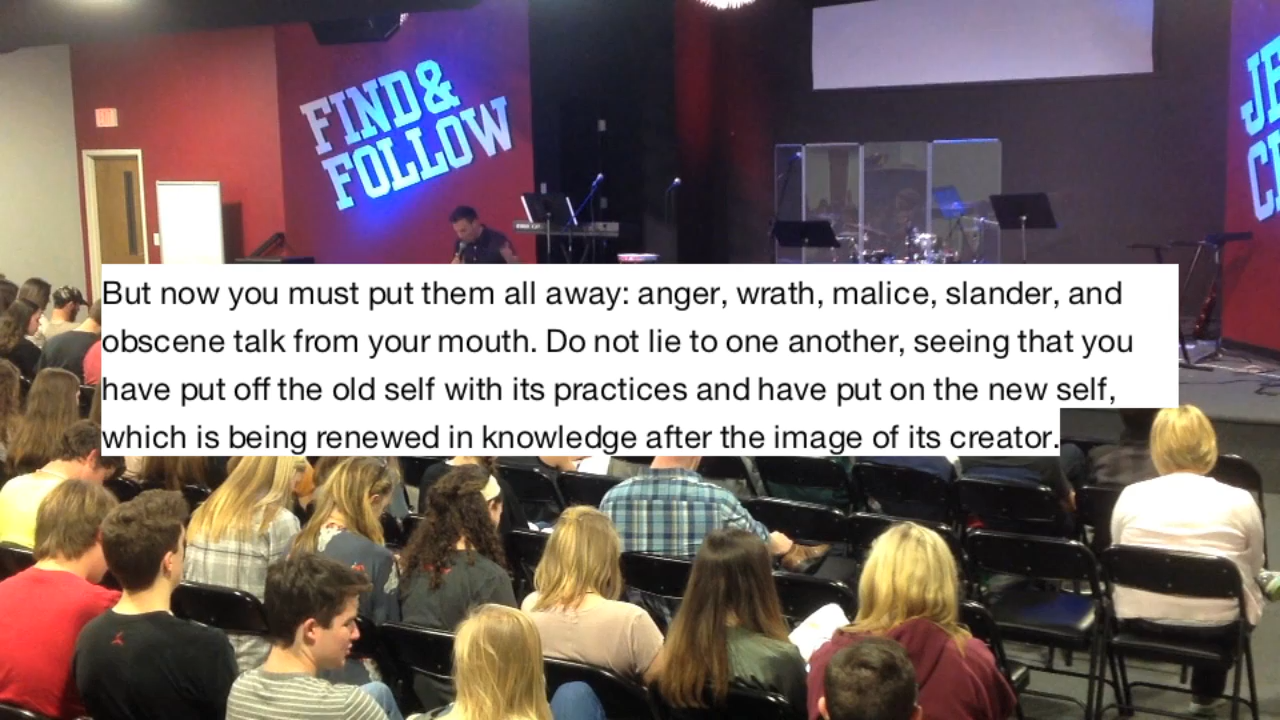 FIND&
FOLLOW
But now you must put them all away: anger, wrath, malice, slander, and
obscene talk from your mouth. Do not lie to one another, seeing that you
have put off the old self with its practices and have put on the new self,
which is being renewed in knowledge after the image of its creator.